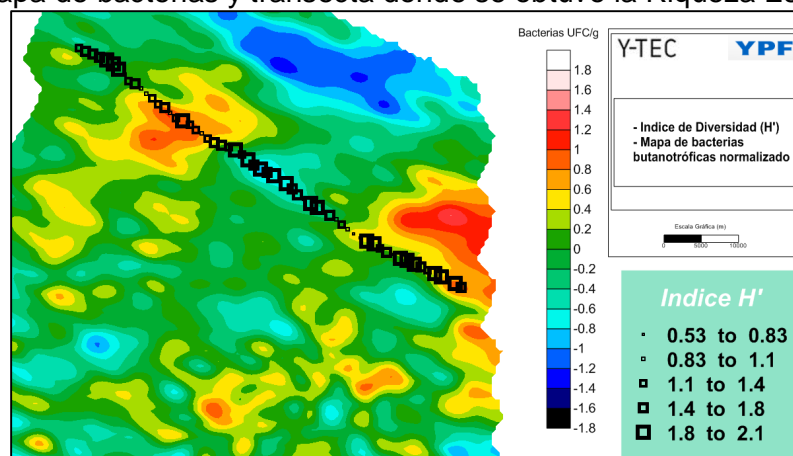 apa de bacterias y transecta donde se obtuvo la Riqueza
Bacterias UFC/g
1.8
1.6
1.4
1.2
1
0.8
0.6
0.4
0.2
0
-0.2
-0.4
-0.6
-0.8
-1
-1.2
-1.4
-1.6
-1.8
Y-TEC YPF
- Indice de Diversidad (H')
- Mapa de bacterias
butanotróficas normalizado
Escala Gráfica (m)
0 5000 10000
Indice H'
0.53 to 0.83
0.83 to 1.1
1.1 to 1.4
1.4 to 1.8
1.8 to 2.1